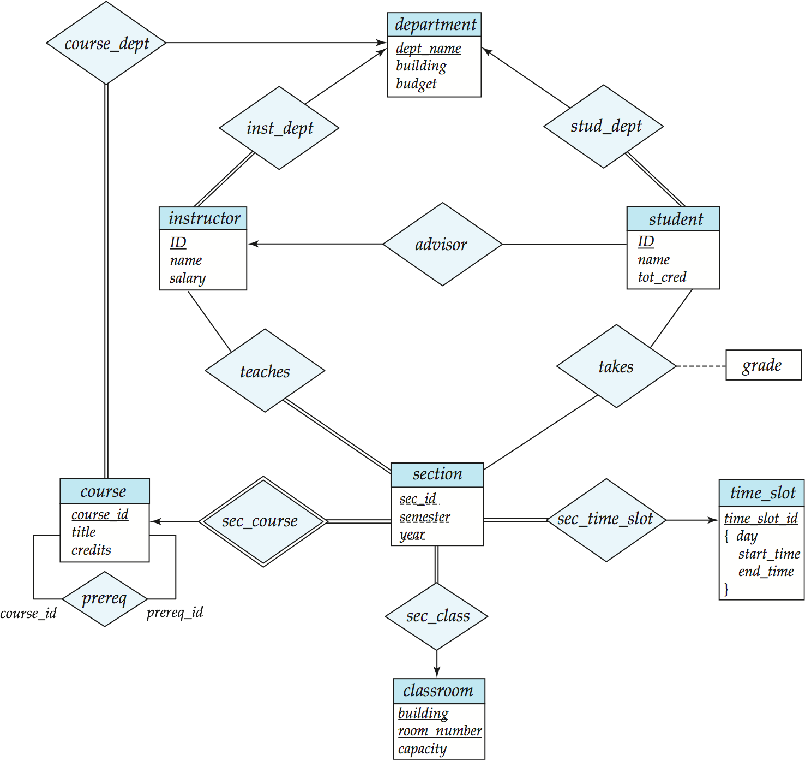 department
dept_name
building
budget
course_dept
inst_dept
stud_dept
instructor
ID
name
salary
advisor
student
ID
name
tot_cred
teaches
takes
grade
section
sec_id
semester
year
course
course_id
title
credits
sec_course
sec_time_slot
time_slot
time_slot_id
{ day
start_time
end_time
}
prereq
course_id
prereq_id
sec_class
classroom
building
room_number
capacity